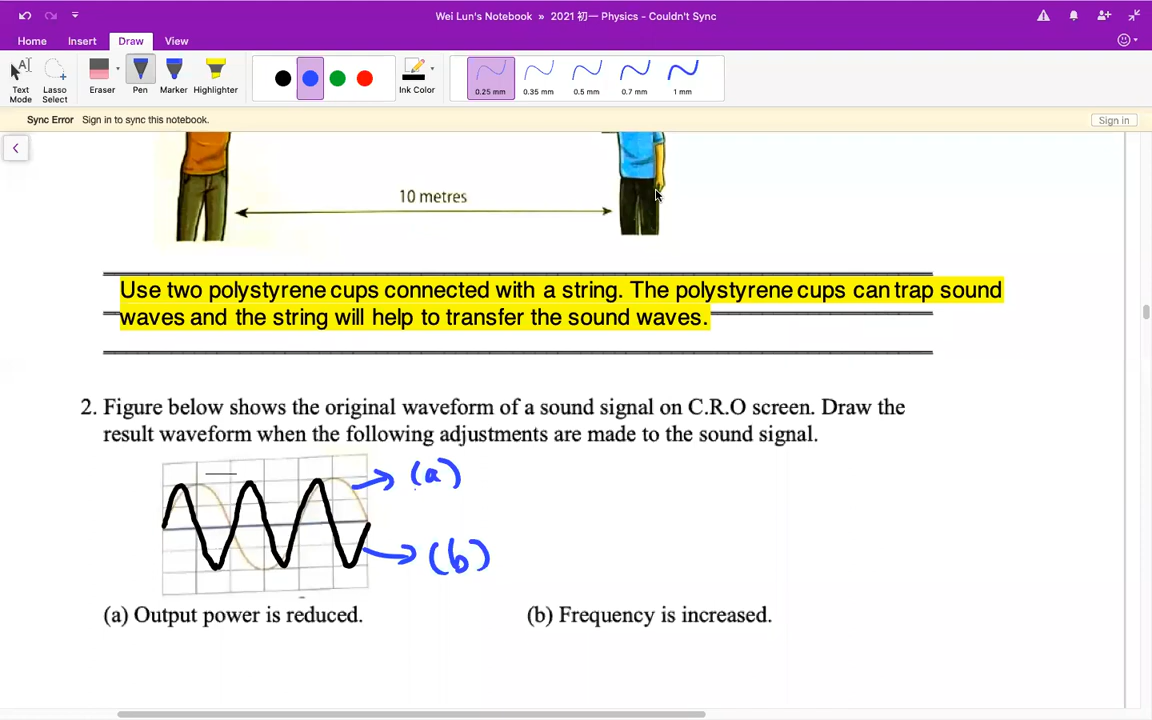 Wei Lun's Notebook » 2021 初一 Physics - Couldn't Sync
Home Insert Draw View
Text Mode
Lasso Select
Eraser
Pen
Marker
Highlighter
Ink Color
0.25 mm
0.35 mm
0.5 mm
0.7 mm
1 mm
Sync Error Sign in to sync this notebook.
Sign in
10 metres
Use two polystyrene cups connected with a string. The polystyrene cups can trap sound
waves and the string will help to transfer the sound waves.
2. Figure below shows the original waveform of a sound signal on C.R.O screen. Draw the
result waveform when the following adjustments are made to the sound signal.
(a)
(b)
(a) Output power is reduced. (b) Frequency is increased.